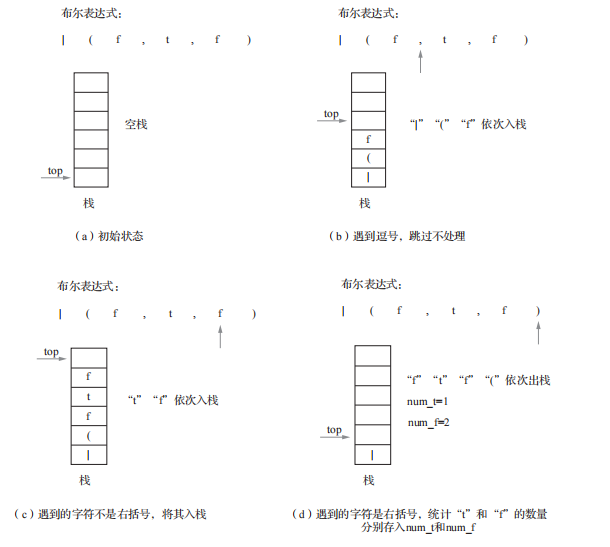 布尔表达式：
| ( f , t , f )
top
空栈
栈
（a）初始状态
布尔表达式：
| ( f , t , f )
top
f
(
|
“|”“(”“f”依次入栈
栈
（b）遇到逗号，跳过不处理
布尔表达式：
| ( f , t , f )
top
f
t
f
(
|
“t”“f”依次入栈
栈
（c）遇到的字符不是右括号，将其入栈
布尔表达式：
| ( f , t , f )
“f”“t”“f”“(”依次出栈
num_t=1
num_f=2
top
|
栈
（d）遇到的字符是右括号，统计“t”和“f”的数量
分别存入num_t和num_f